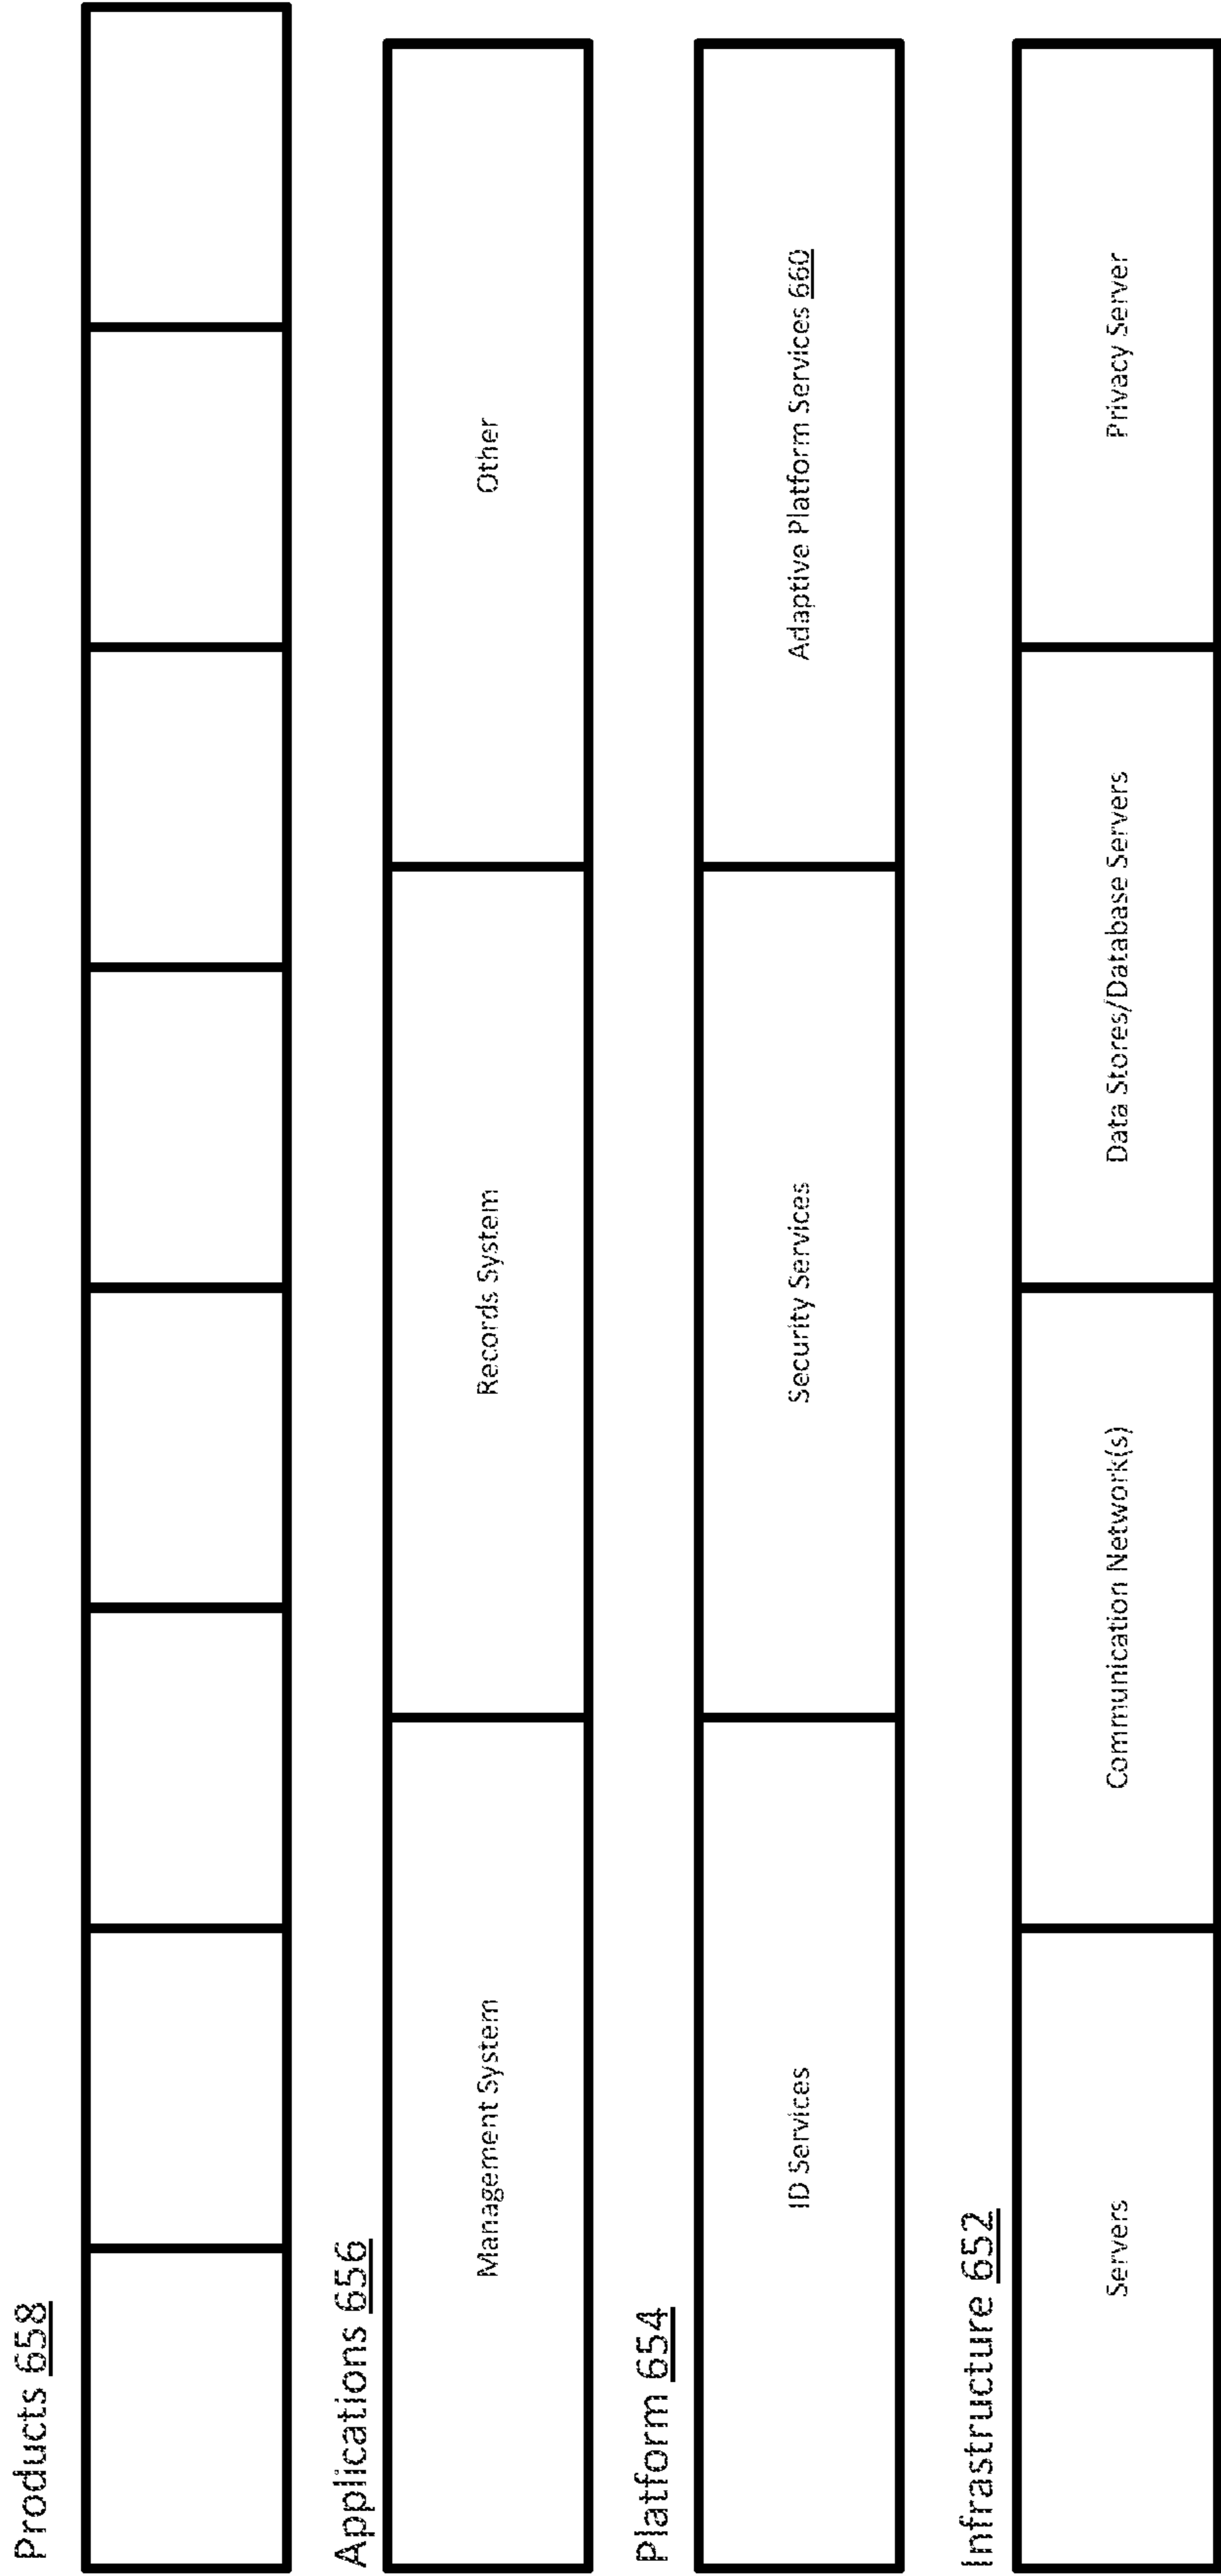 Products 658
Applications 656
Management System
Records System
Other
Platform 654
ID Services
Security Services
Adaptive Platform Services 660
Infrastructure 652
Servers
Communication Network(s)
Data Stores/Database Servers
Privacy Server